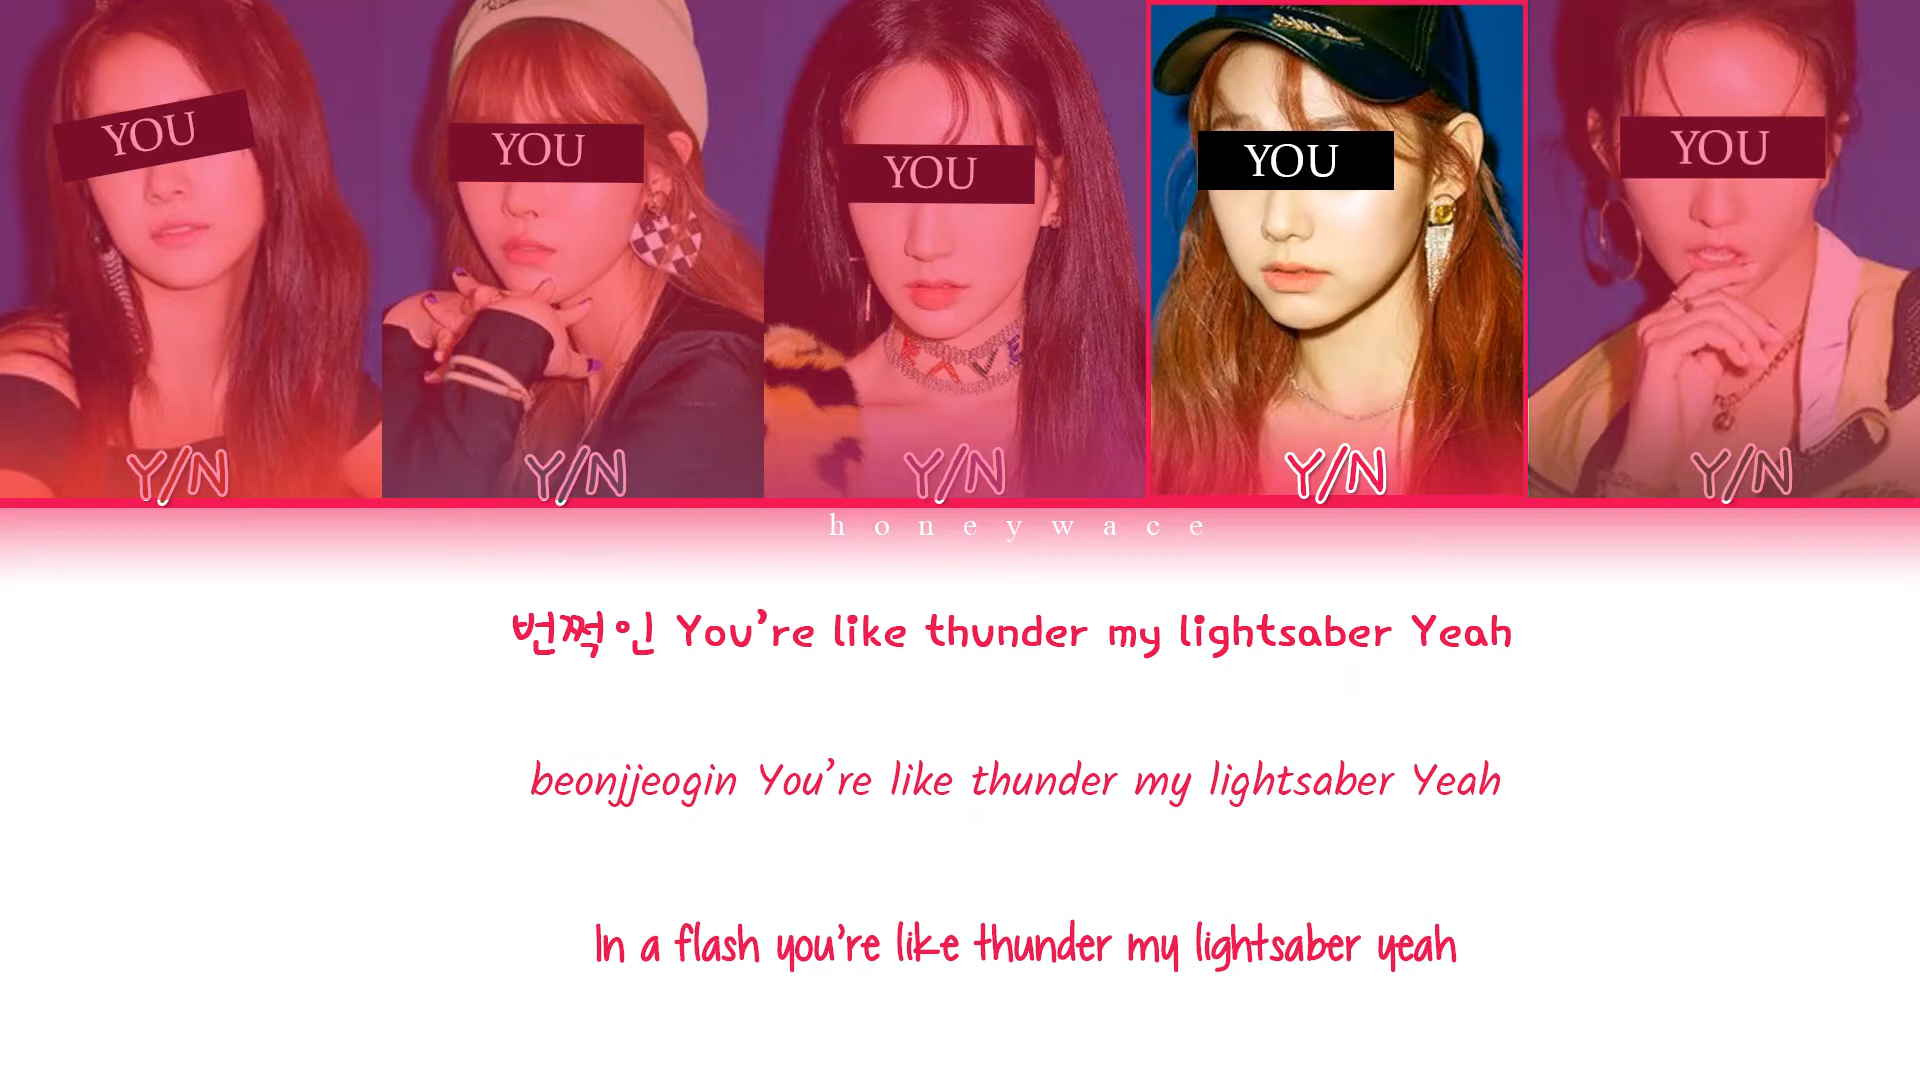 YOU
YOU
YOU
YOU
YOU
Y/N
Y/N
Y/N
Y/N
Y/N
honeywace
번쩍인 You're like thunder my lightsaber Yeah
beonjjeogin You're like thunder my lightsaber Yeah
In a flash you're like thunder my lightsaber yeah